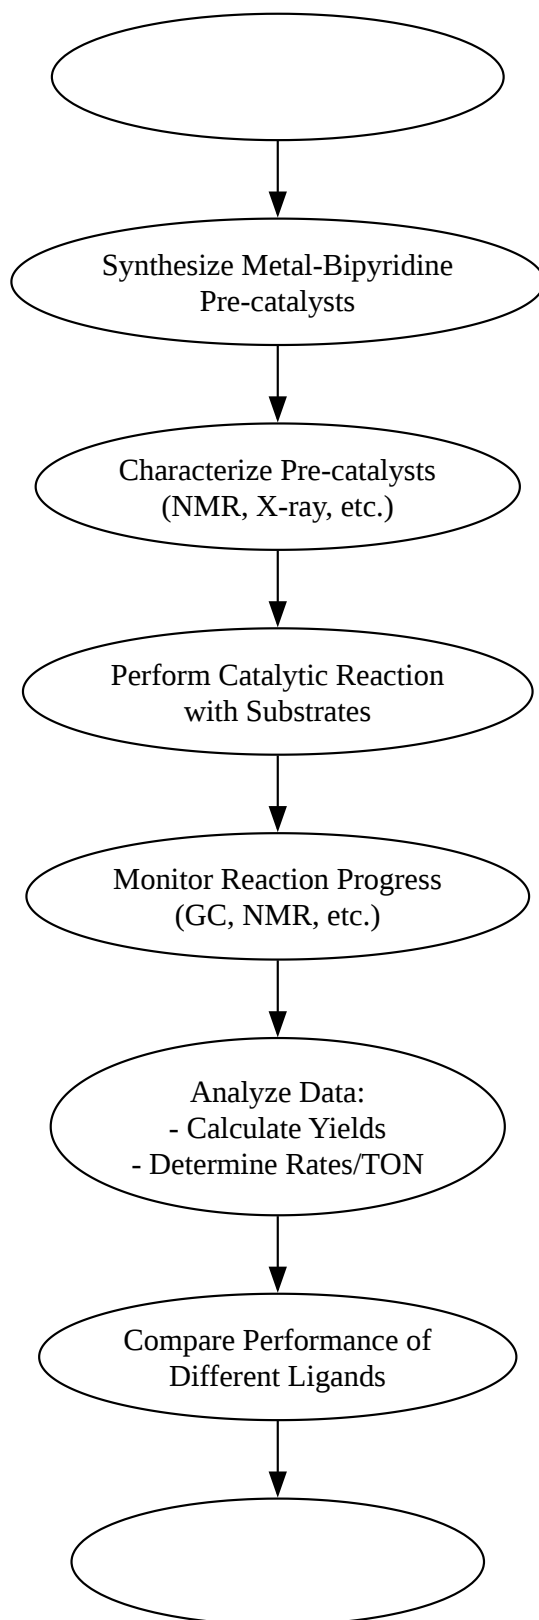 Synthesize Metal-Bipyridine
Pre-catalysts
Characterize Pre-catalysts
(NMR, X-ray, etc.)
Perform Catalytic Reaction
with Substrates
Monitor Reaction Progress
(GC, NMR, etc.)
Analyze Data:
- Calculate Yields
- Determine Rates/TON
Compare Performance of
Different Ligands